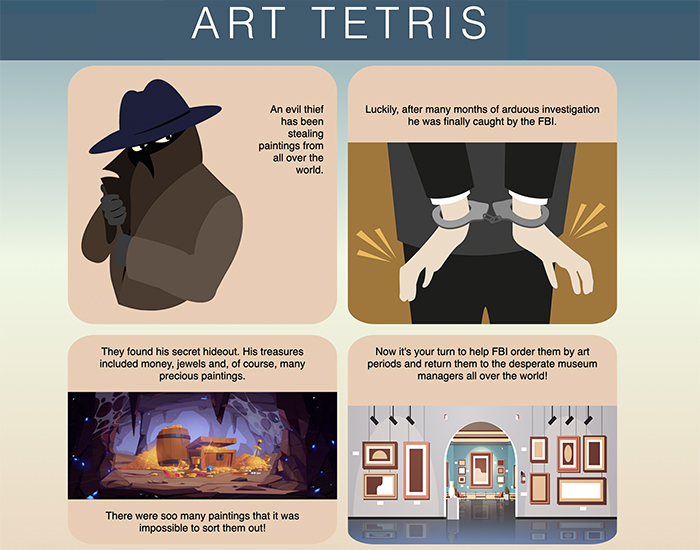 ART TETRIS
An evil thief
has been
stealing
paintings from
all over the
world.
Luckily, after many months of arduous investigation
he was finally caught by the FBI.
They found his secret hideout. His treasures
included money, jewels and, of course, many
precious paintings.
There were soo many paintings that it was
impossible to sort them out!
Now it's your turn to help FBI order them by art
periods and return them to the desperate museum
managers all over the world!